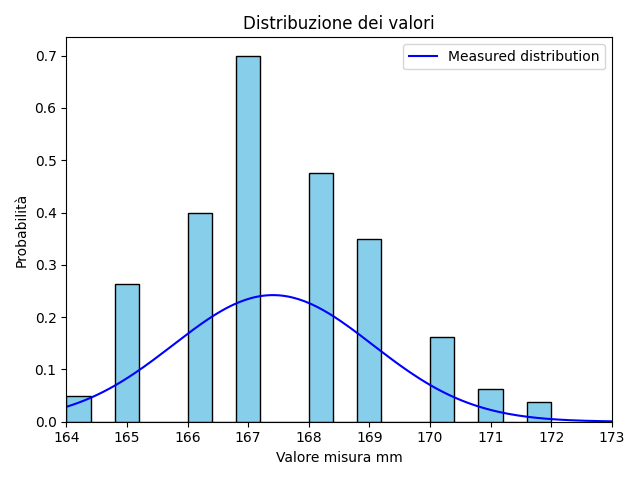 Distribuzione dei valori
Measured distribution
Probabilità
0.7
0.6
0.5
0.4
0.3
0.2
0.1
0.0
164 165 166 167 168 169 170 171 172 173
Valore misura mm